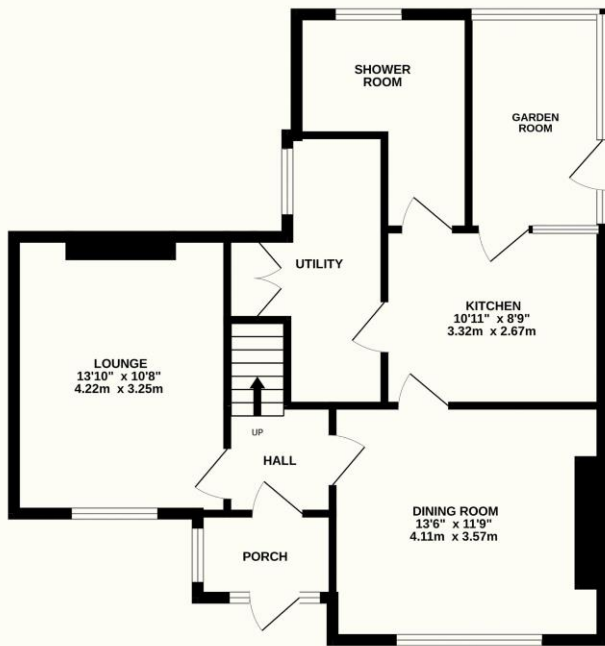 SHOWER
ROOM
GARDEN
ROOM
UTILITY
KITCHEN
10'11" x 8'9"
3.32m x 2.67m
LOUNGE
13'10" x 10'8"
4.22m x 3.25m
UP
HALL
DINING ROOM
13'6" x 11'9"
4.11m x 3.57m
PORCH